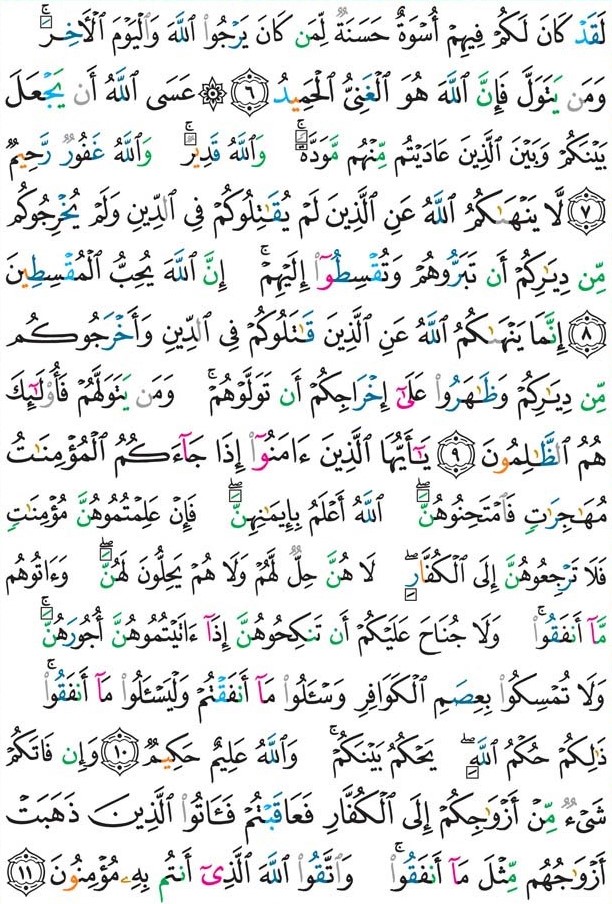 لَقَدۡ كَانَ لَكُمۡ فِيهِمۡ أُسۡوَةٌ حَسَنَةٞ لِّمَن كَانَ يَرۡجُواْ ٱللَّهَ وَٱلۡيَوۡمَ ٱلۡأٓخِرَۚ
وَمَن يَتَوَلَّ فَإِنَّ ٱللَّهَ هُوَ ٱلۡغَنِيُّ ٱلۡحَمِيدُ ٦ ۞ عَسَى ٱللَّهُ أَن يَجۡعَلَ
بَيۡنَكُمۡ وَبَيۡنَ ٱلَّذِينَ عَادَيۡتُم مِّنۡهُم مَّوَدَّةٗۚ وَٱللَّهُ قَدِيرٞۚ وَٱللَّهُ غَفُورٞ رَّحِيمٞ
٧ لَّا يَنۡهَىٰكُمُ ٱللَّهُ عَنِ ٱلَّذِينَ لَمۡ يُقَٰتِلُوكُمۡ فِي ٱلدِّينِ وَلَمۡ يُخۡرِجُوكُم
مِّن دِيَٰرِكُمۡ أَن تَبَرُّوهُمۡ وَتُقۡسِطُوٓاْ إِلَيۡهِمۡۚ إِنَّ ٱللَّهَ يُحِبُّ ٱلۡمُقۡسِطِينَ
٨ إِنَّمَا يَنۡهَىٰكُمُ ٱللَّهُ عَنِ ٱلَّذِينَ قَٰتَلُوكُمۡ فِي ٱلدِّينِ وَأَخۡرَجُوكُم
مِّن دِيَٰرِكُمۡ وَظَٰهَرُواْ عَلَىٰٓ إِخۡرَاجِكُمۡ أَن تَوَلَّوۡهُمۡۚ وَمَن يَتَوَلَّهُمۡ فَأُوْلَٰٓئِكَ
هُمُ ٱلظَّٰلِمُونَ ٩ يَٰٓأَيُّهَا ٱلَّذِينَ ءَامَنُوٓاْ إِذَا جَآءَكُمُ ٱلۡمُؤۡمِنَٰتُ
مُهَٰجِرَٰتٖ فَٱمۡتَحِنُوهُنَّۖ ٱللَّهُ أَعۡلَمُ بِإِيمَٰنِهِنَّۖ فَإِنۡ عَلِمۡتُمُوهُنَّ مُؤۡمِنَٰتٖ
فَلَا تَرۡجِعُوهُنَّ إِلَى ٱلۡكُفَّارِۖ لَا هُنَّ حِلّٞ لَّهُمۡ وَلَا هُمۡ يَحِلُّونَ لَهُنَّۖ وَءَاتُوهُم
مَّآ أَنفَقُواْۚ وَلَا جُنَاحَ عَلَيۡكُمۡ أَن تَنكِحُوهُنَّ إِذَآ ءَاتَيۡتُمُوهُنَّ أُجُورَهُنَّۚ
وَلَا تُمۡسِكُواْ بِعِصَمِ ٱلۡكَوَافِرِ وَسۡـَٔلُواْ مَآ أَنفَقۡتُمۡ وَلۡيَسۡـَٔلُواْ مَآ أَنفَقُواْۚ
ذَٰلِكُمۡ حُكۡمُ ٱللَّهِۖ يَحۡكُمُ بَيۡنَكُمۡۚ وَٱللَّهُ عَلِيمٌ حَكِيمٞ ١٠ وَإِن فَاتَكُمۡ
شَيۡءٞ مِّنۡ أَزۡوَٰجِكُمۡ إِلَى ٱلۡكُفَّارِ فَعَاقَبۡتُمۡ فَـَٔاتُواْ ٱلَّذِينَ ذَهَبَتۡ
أَزۡوَٰجُهُم مِّثۡلَ مَآ أَنفَقُواْۚ وَٱتَّقُواْ ٱللَّهَ ٱلَّذِيٓ أَنتُم بِهِۦ مُؤۡمِنُونَ ١١